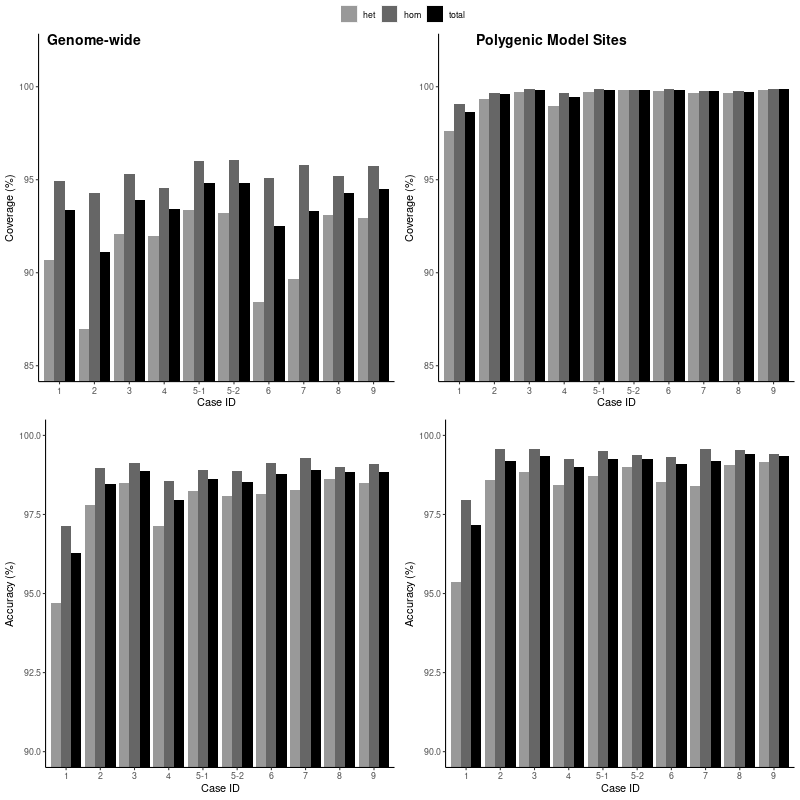 het hom total
Genome-wide
Polygenic Model Sites
100
95
90
85
Coverage (%)
1 2 3 4 5-1 5-2 6 7 8 9
Case ID
100
95
90
85
Coverage (%)
1 2 3 4 5-1 5-2 6 7 8 9
Case ID
100.0
97.5
95.0
92.5
90.0
Accuracy (%)
1 2 3 4 5-1 5-2 6 7 8 9
Case ID
100.0
97.5
95.0
92.5
90.0
Accuracy (%)
1 2 3 4 5-1 5-2 6 7 8 9
Case ID